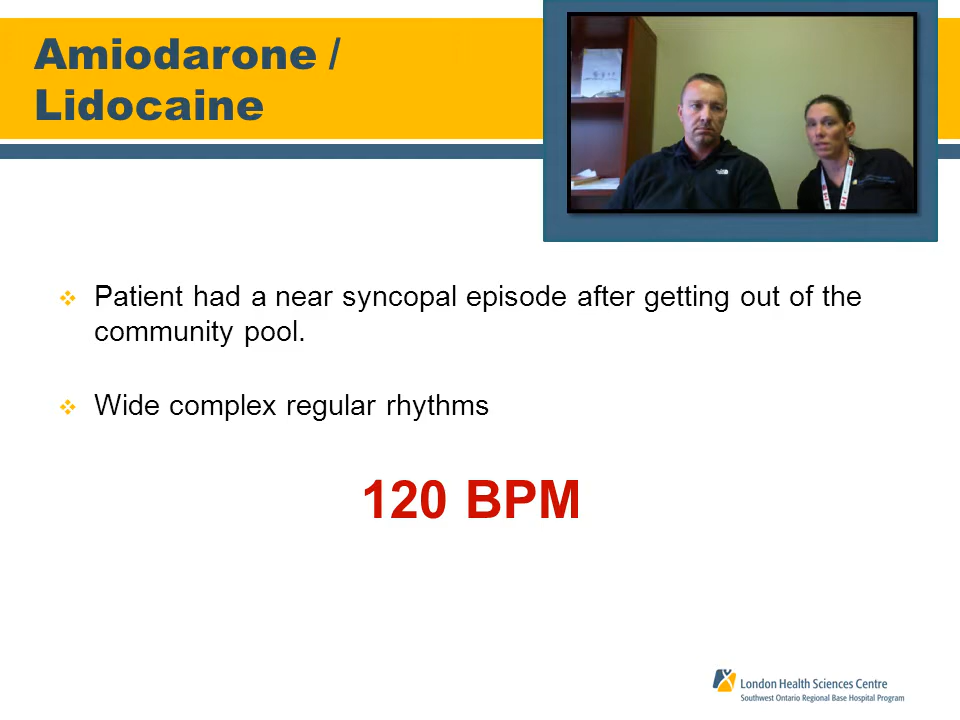 Amiodarone /
Lidocaine
Patient had a near syncopal episode after getting out of the
community pool.
Wide complex regular rhythms
120 BPM
London Health Sciences Centre
Southwest Ontario Regional Base Hospital Program